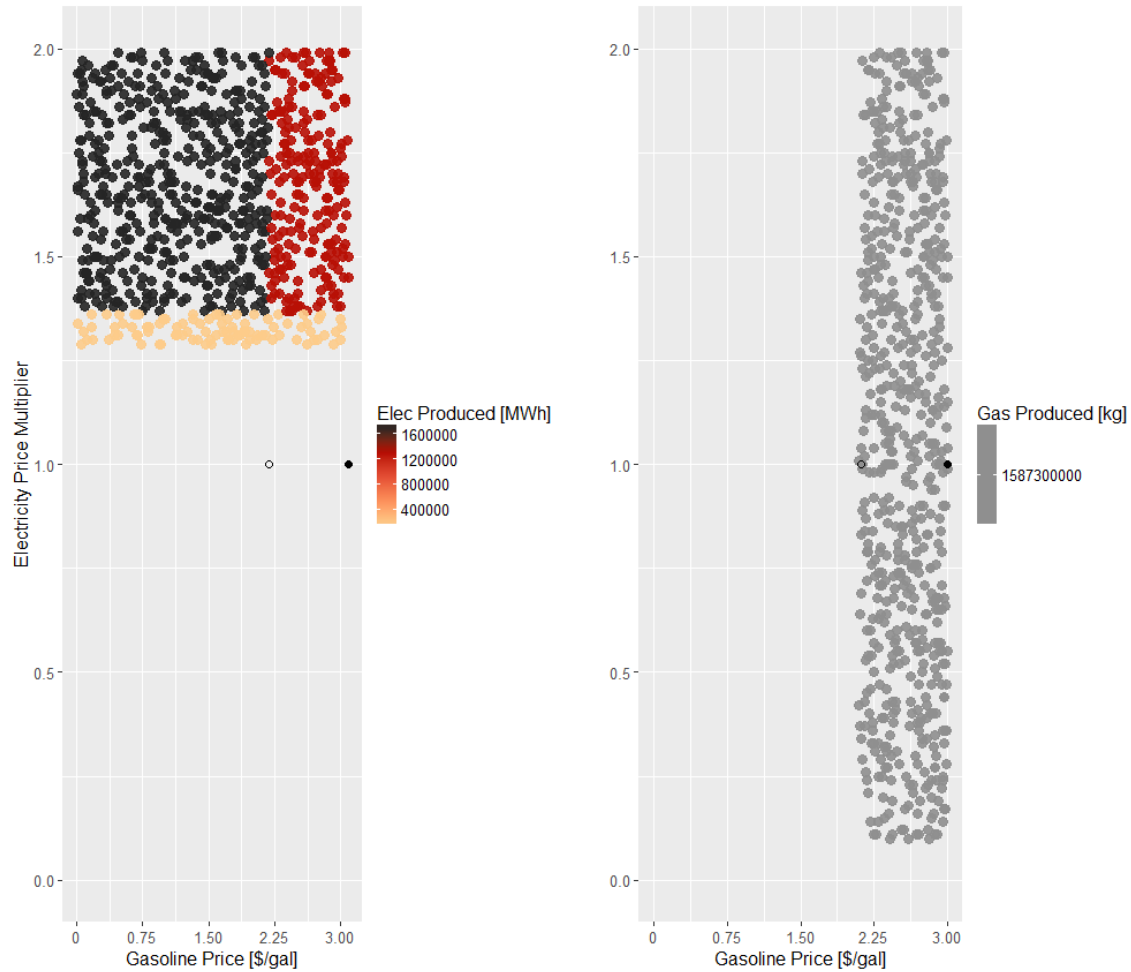 2.0
1.5
1.0
0.5
0.0
Electricity Price Multiplier
0 0.75 1.50 2.25 3.00
Gasoline Price [$/gal]
Elec Produced [MWh]
1600000
1200000
800000
400000
2.0
1.5
1.0
0.5
0.0
0 0.75 1.50 2.25 3.00
Gasoline Price [$/gal]
Gas Produced [kg]
1587300000